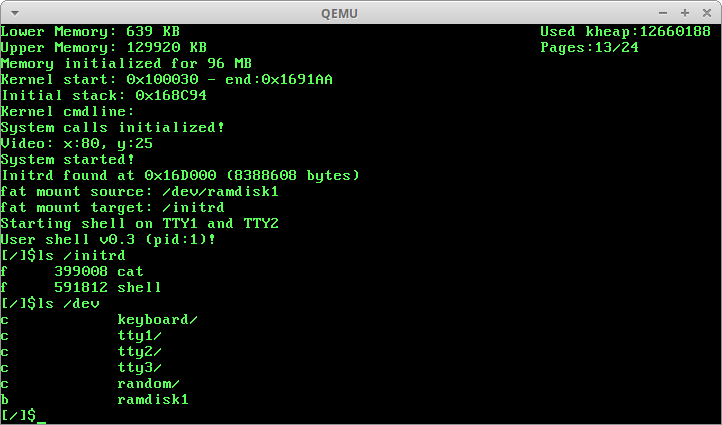 QEMU
Lower Memory: 639 KB Used kheap:12660188
Upper Memory: 129920 KB Pages:13/24
Memory initialized for 96 MB
Kernel start: 0x100030 - end:0x1691AA
Initial stack: 0x168C94
Kernel cmdline:
System calls initialized!
Video: x:80, y:25
System started!
Initrd found at 0x16D000 (8388608 bytes)
fat mount source: /dev/ramdisk1
fat mount target: /initrd
Starting shell on TTY1 and TTY2
User shell v0.3 (pid:1)!
[/]$ls /initrd
f 399008 cat
f 591812 shell
[/]$ls /dev
c keyboard/
c tty1/
c tty2/
c tty3/
c random/
b ramdisk1
[/]$_